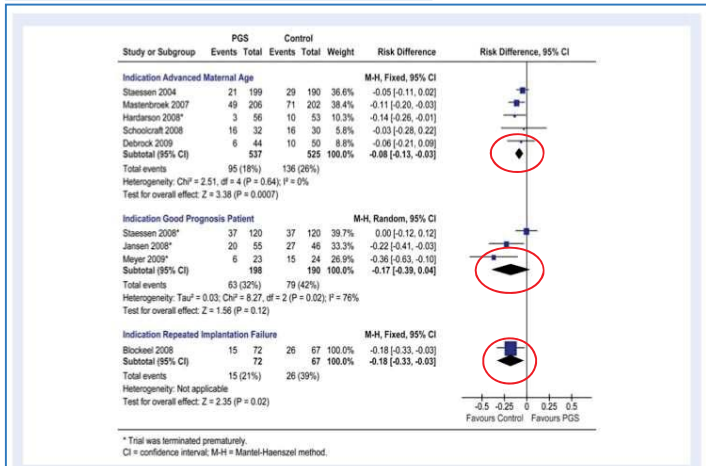 PGS Control
Study or Subgroup Events Total Events Total Weight Risk Difference Risk Difference, 95% CI
Indication Advanced Maternal Age M-H, Fixed, 95% CI
Staessen 2004 21 199 29 190 36.6% -0.05 [-0.11, 0.02]
Mastenbroek 2007 49 206 71 202 38.4% -0.11 [-0.20, -0.03]
Hardarson 2008* 3 56 10 53 10.3% -0.14 [-0.26, -0.01]
Schoolcraft 2008 16 32 16 30 5.8% -0.03 [-0.28, 0.22]
Debrock 2009 6 44 10 50 8.8% -0.06 [-0.21, 0.09]
Subtotal (95% CI) 537 525 100.0% -0.08 [-0.13, -0.03]
Total events 95 (18%) 136 (26%)
Heterogeneity: Chi² = 2.51, df = 4 (P = 0.64); I² = 0%
Test for overall effect: Z = 3.38 (P = 0.0007)
Indication Good Prognosis Patient M-H, Random, 95% CI
Staessen 2008* 37 120 37 120 39.7% 0.00 [-0.12, 0.12]
Jansen 2008* 20 55 27 46 33.3% -0.22 [-0.41, -0.03]
Meyer 2009* 6 23 15 24 26.9% -0.36 [-0.63, -0.10]
Subtotal (95% CI) 198 190 100.0% -0.17 [-0.39, 0.04]
Total events 63 (32%) 79 (42%)
Heterogeneity: Tau² = 0.03; Chi² = 8.27, df = 2 (P = 0.02); I² = 76%
Test for overall effect: Z = 1.56 (P = 0.12)
Indication Repeated Implantation Failure M-H, Fixed, 95% CI
Blockeel 2008 15 72 26 67 100.0% -0.18 [-0.33, -0.03]
Subtotal (95% CI) 72 67 100.0% -0.18 [-0.33, -0.03]
Total events 15 (21%) 26 (39%)
Heterogeneity: Not applicable
Test for overall effect: Z = 2.35 (P = 0.02)
-0.5 -0.25 0 0.25 0.5
Favours Control Favours PGS
* Trial was terminated prematurely.
CI = confidence interval; M-H = Mantel-Haenszel method.